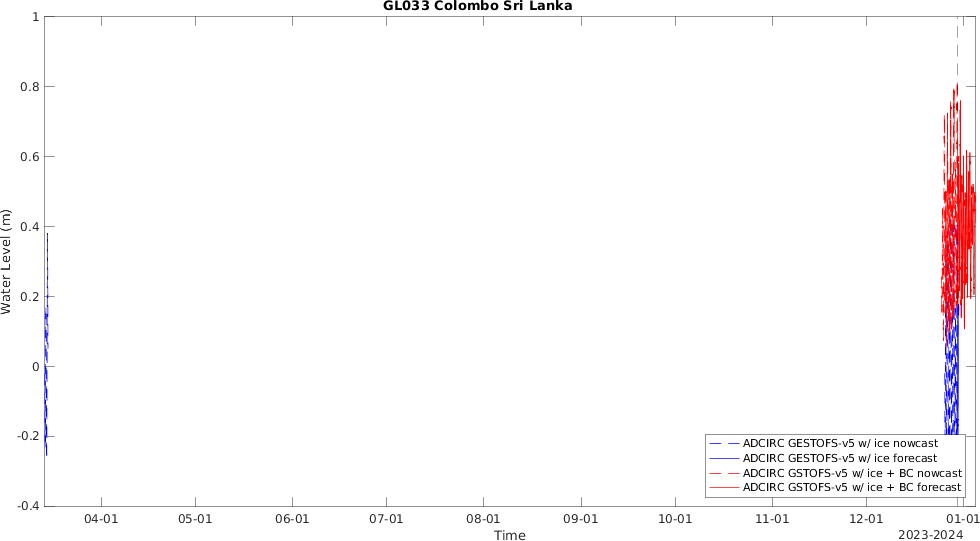 GL033 Colombo Sri Lanka
1
0.8
0.6
0.4
0.2
0
-0.2
-0.4
Water Level (m)
ADCIRC GESTOFS-v5 w/ ice nowcast
ADCIRC GESTOFS-v5 w/ ice forecast
ADCIRC GSTOFS-v5 w/ ice + BC nowcast
ADCIRC GSTOFS-v5 w/ ice + BC forecast
04-01 05-01 06-01 07-01 08-01 09-01 10-01 11-01 12-01 01-01
Time
2023-2024